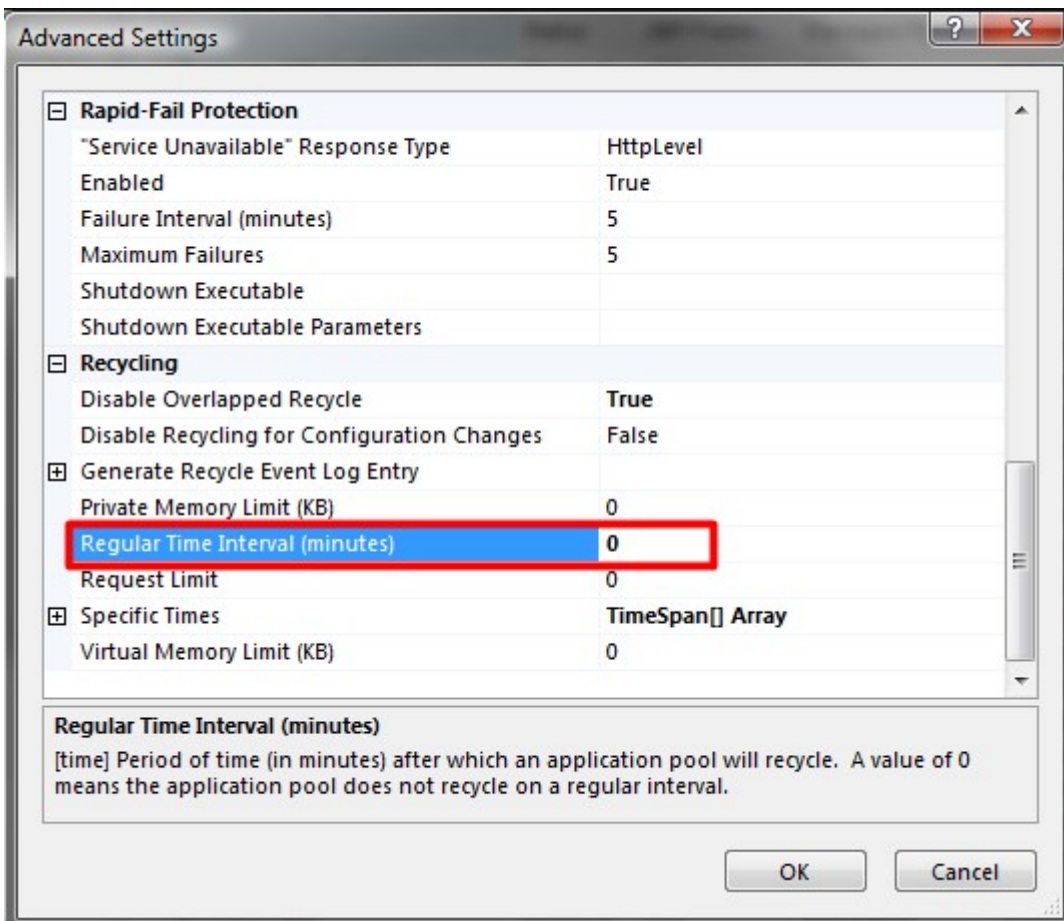 Advanced Settings
Rapid-Fail Protection
"Service Unavailable" Response Type HttpLevel
Enabled True
Failure Interval (minutes) 5
Maximum Failures 5
Shutdown Executable
Shutdown Executable Parameters
Recycling
Disable Overlapped Recycle True
Disable Recycling for Configuration Changes False
Generate Recycle Event Log Entry
Private Memory Limit (KB) 0
Regular Time Interval (minutes) 0
Request Limit 0
Specific Times TimeSpan[] Array
Virtual Memory Limit (KB) 0
Regular Time Interval (minutes)
[time] Period of time (in minutes) after which an application pool will recycle. A value of 0
means the application pool does not recycle on a regular interval.
OK Cancel